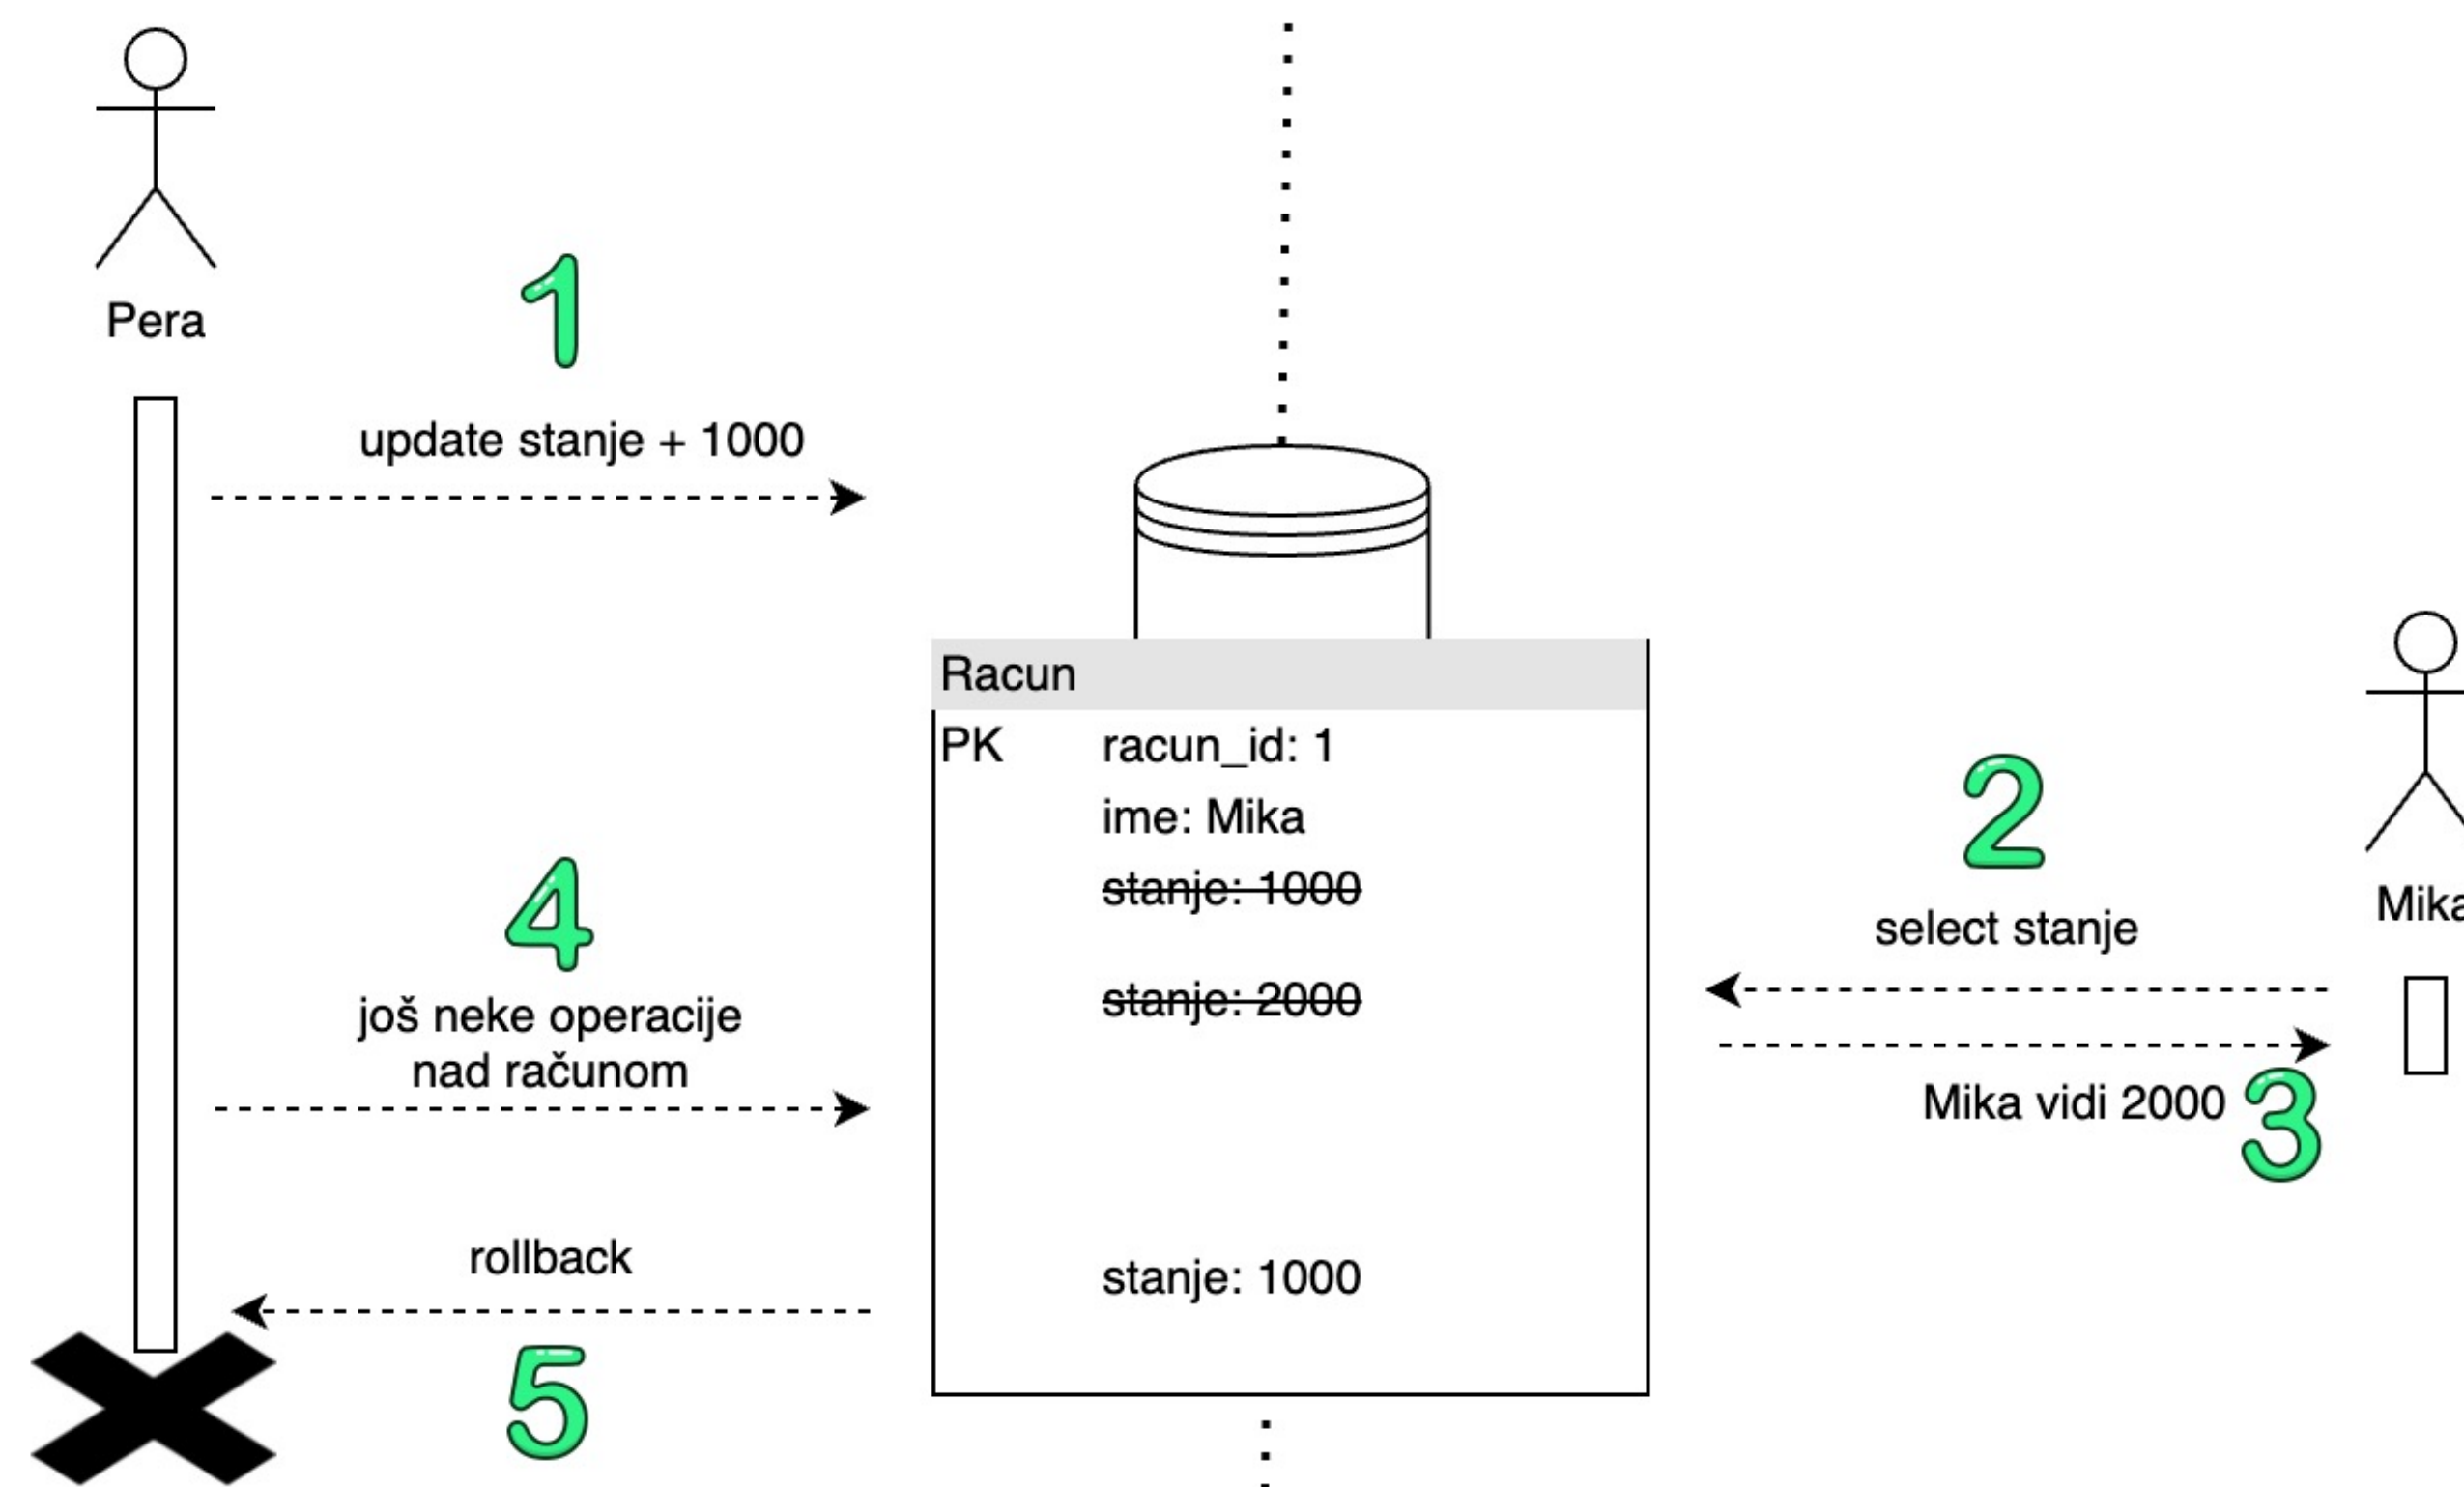 Pera
1
update stanje + 1000
Racun
PK racun_id: 1
ime: Mika
stanje: 1000
stanje: 2000
stanje: 1000
2
Mika
select stanje
Mika vidi 2000
3
4
još neke operacije
nad računom
rollback
5